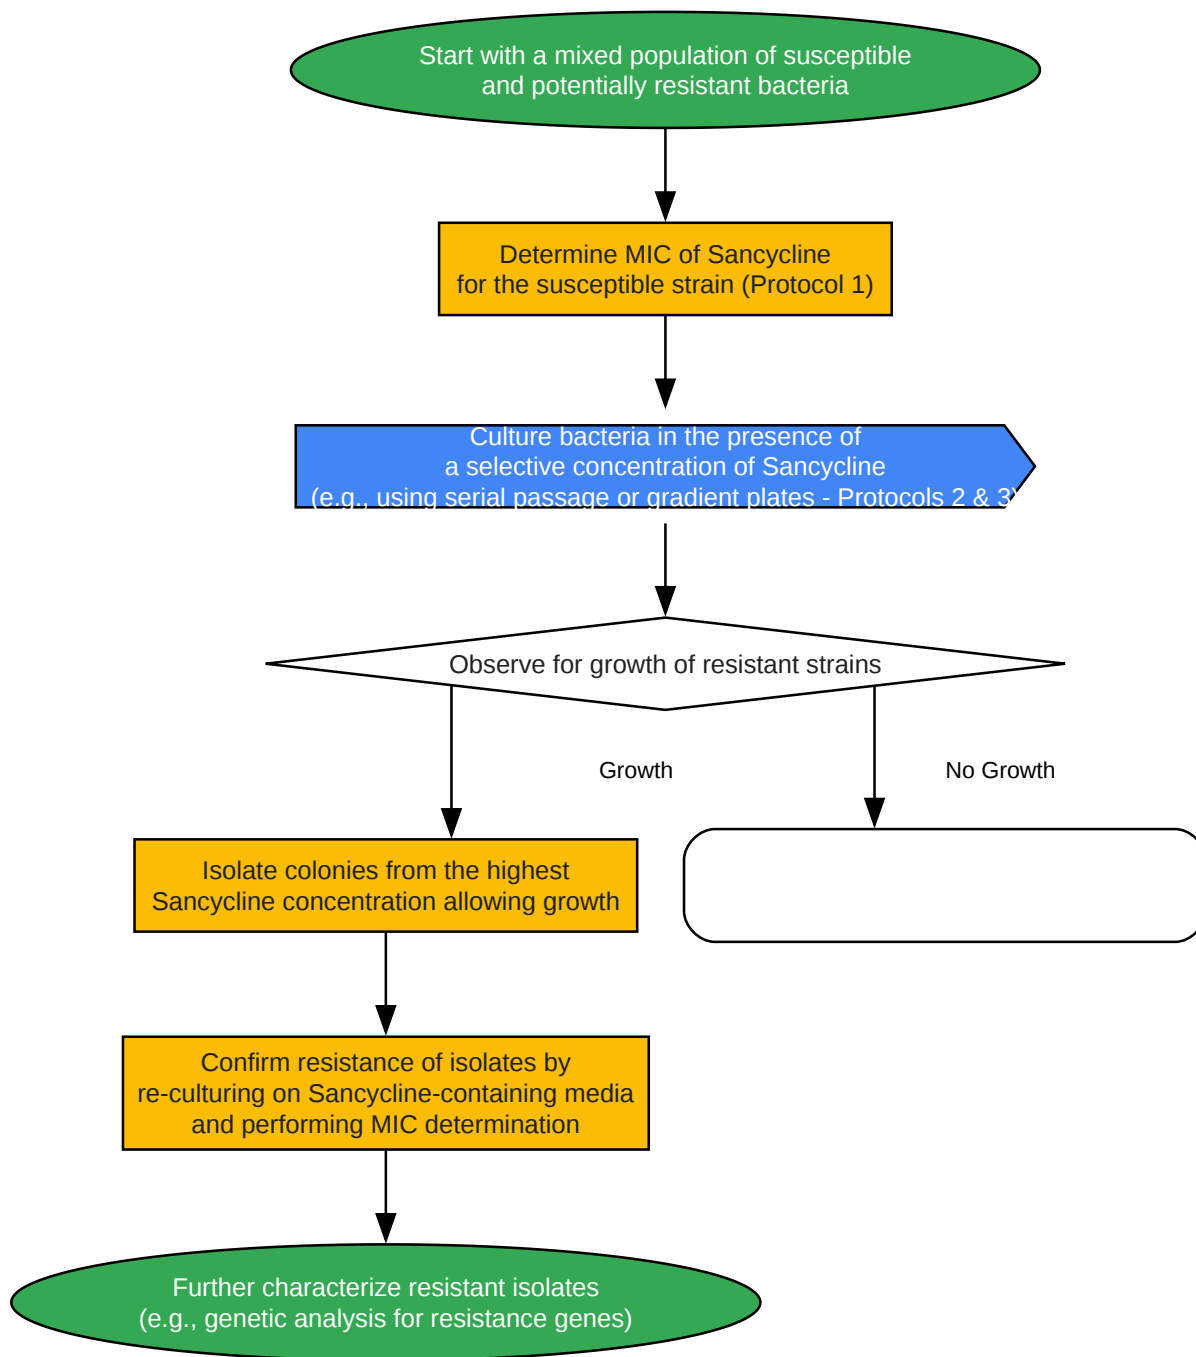 Start with a mixed population of susceptible
and potentially resistant bacteria
Determine MIC of Sancycline
for the susceptible strain (Protocol 1)
Culture bacteria in the presence of
a selective concentration of Sancycline
(e.g., using serial passage or gradient plates - Protocols 2 & 3)
Observe for growth of resistant strains
Growth
No Growth
Isolate colonies from the highest
Sancycline concentration allowing growth
Confirm resistance of isolates by
re-culturing on Sancycline-containing media
and performing MIC determination
Further characterize resistant isolates
(e.g., genetic analysis for resistance genes)